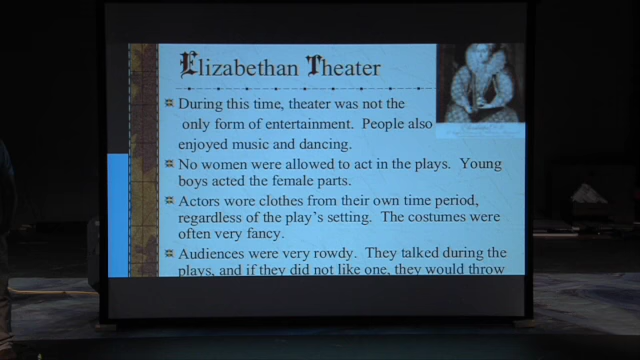 Elizabethan Theater
During this time, theater was not the
only form of entertainment. People also
enjoyed music and dancing.
No women were allowed to act in the plays. Young
boys acted the female parts.
Actors wore clothes from their own time period,
regardless of the play's setting. The costumes were
often very fancy.
Audiences were very rowdy. They talked during the
plays, and if they did not like one, they would throw